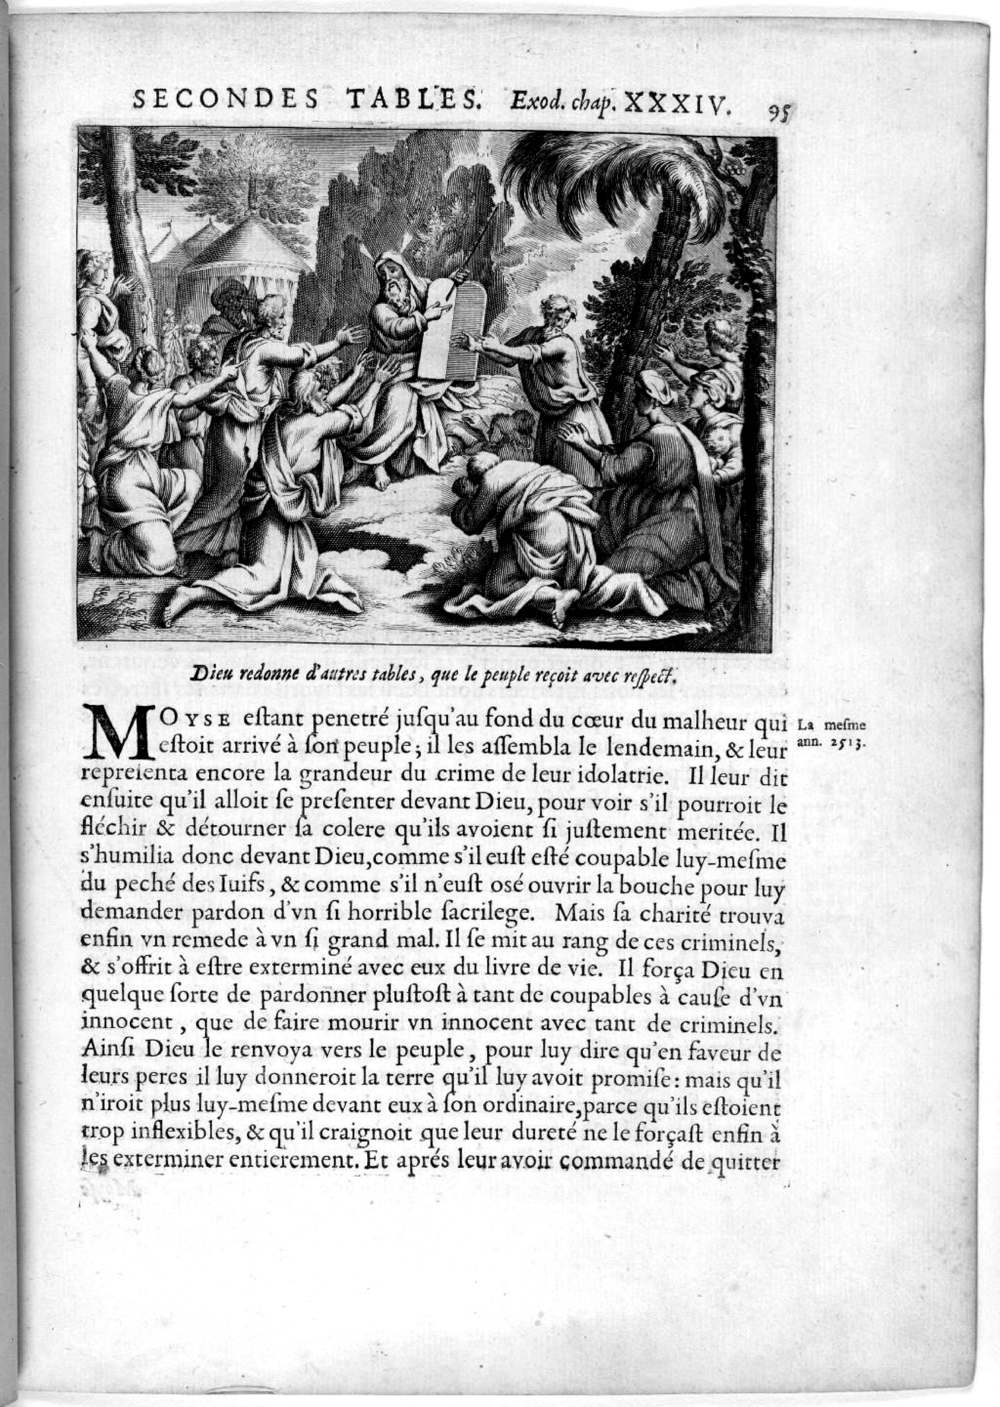 SECONDES TABLES. Exod. chap. XXXIV. 95
Dieu redonne d'autres tables, que le peuple reçoit avec reſpect.
MOYSE eſtant penetré juſqu'au fond du cœur du malheur qui
eſtoit arrivé à ſon peuple; il les aſſembla le lendemain, & leur
repreſenta encore la grandeur du crime de leur idolatrie. Il leur dit
enſuite qu'il alloit ſe preſenter devant Dieu, pour voir s'il pourroit le
fléchir & détourner ſa colere qu'ils avoient ſi juſtement meritée. Il
s'humilia donc devant Dieu, comme s'il euſt eſté coupable luy-meſme
du peché des Iuifs, & comme s'il n'euſt osé ouvrir la bouche pour luy
demander pardon d'vn ſi horrible ſacrilege. Mais ſa charité trouva
enfin vn remede à vn ſi grand mal. Il ſe mit au rang de ces criminels,
& s'offrit à eſtre exterminé avec eux du livre de vie. Il força Dieu en
quelque ſorte de pardonner pluſtoſt à tant de coupables à cauſe d'vn
innocent, que de faire mourir vn innocent avec tant de criminels.
Ainſi Dieu le renvoya vers le peuple, pour luy dire qu'en faveur de
leurs peres il luy donneroit la terre qu'il luy avoit promiſe: mais qu'il
n'iroit plus luy-meſme devant eux à ſon ordinaire, parce qu'ils eſtoient
trop inflexibles, & qu'il craignoit que leur dureté ne le forçaſt enfin à
les exterminer entierement. Et aprés leur avoir commandé de quitter
La meſme
ann. 2513.